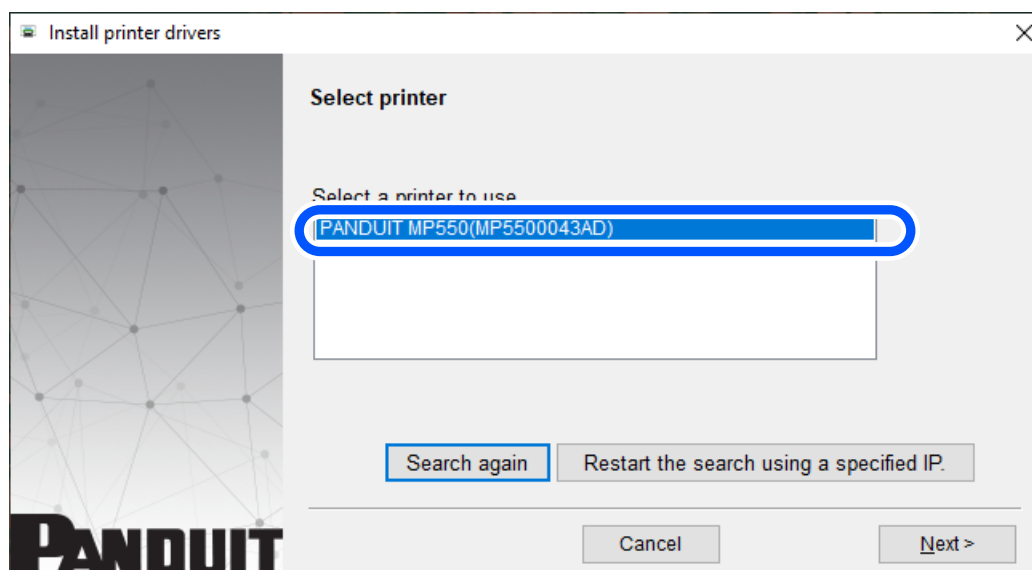 Install printer drivers
Select printer
Select a printer to use
PANDUIT MP550(MP5500043AD)
Search again
Restart the search using a specified IP.
PANDUIT
Cancel
Next >